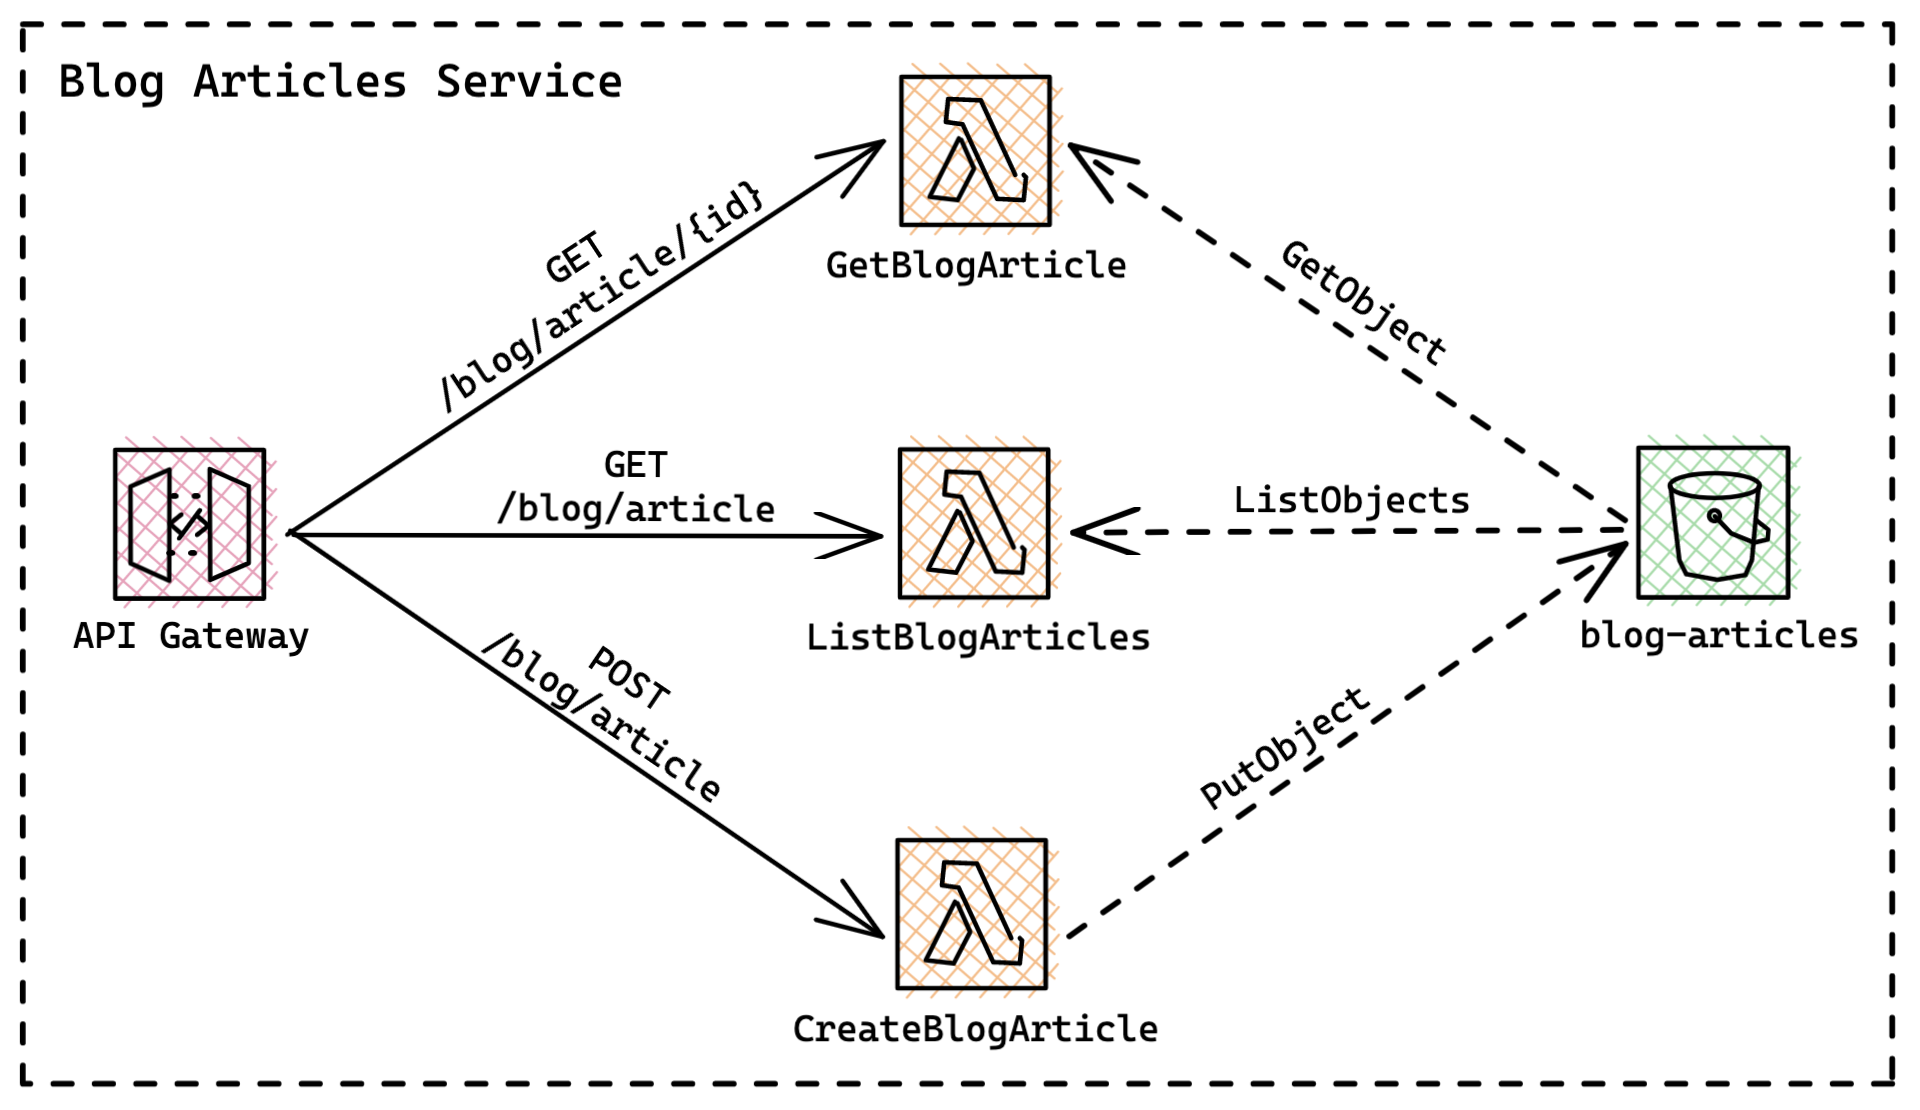 Blog Articles Service
GET
/blog/article/{id}
GetBlogArticle
GetObject
GET
/blog/article
ListObjects
API Gateway
ListBlogArticles
blog-articles
POST
/blog/article
PutObject
CreateBlogArticle